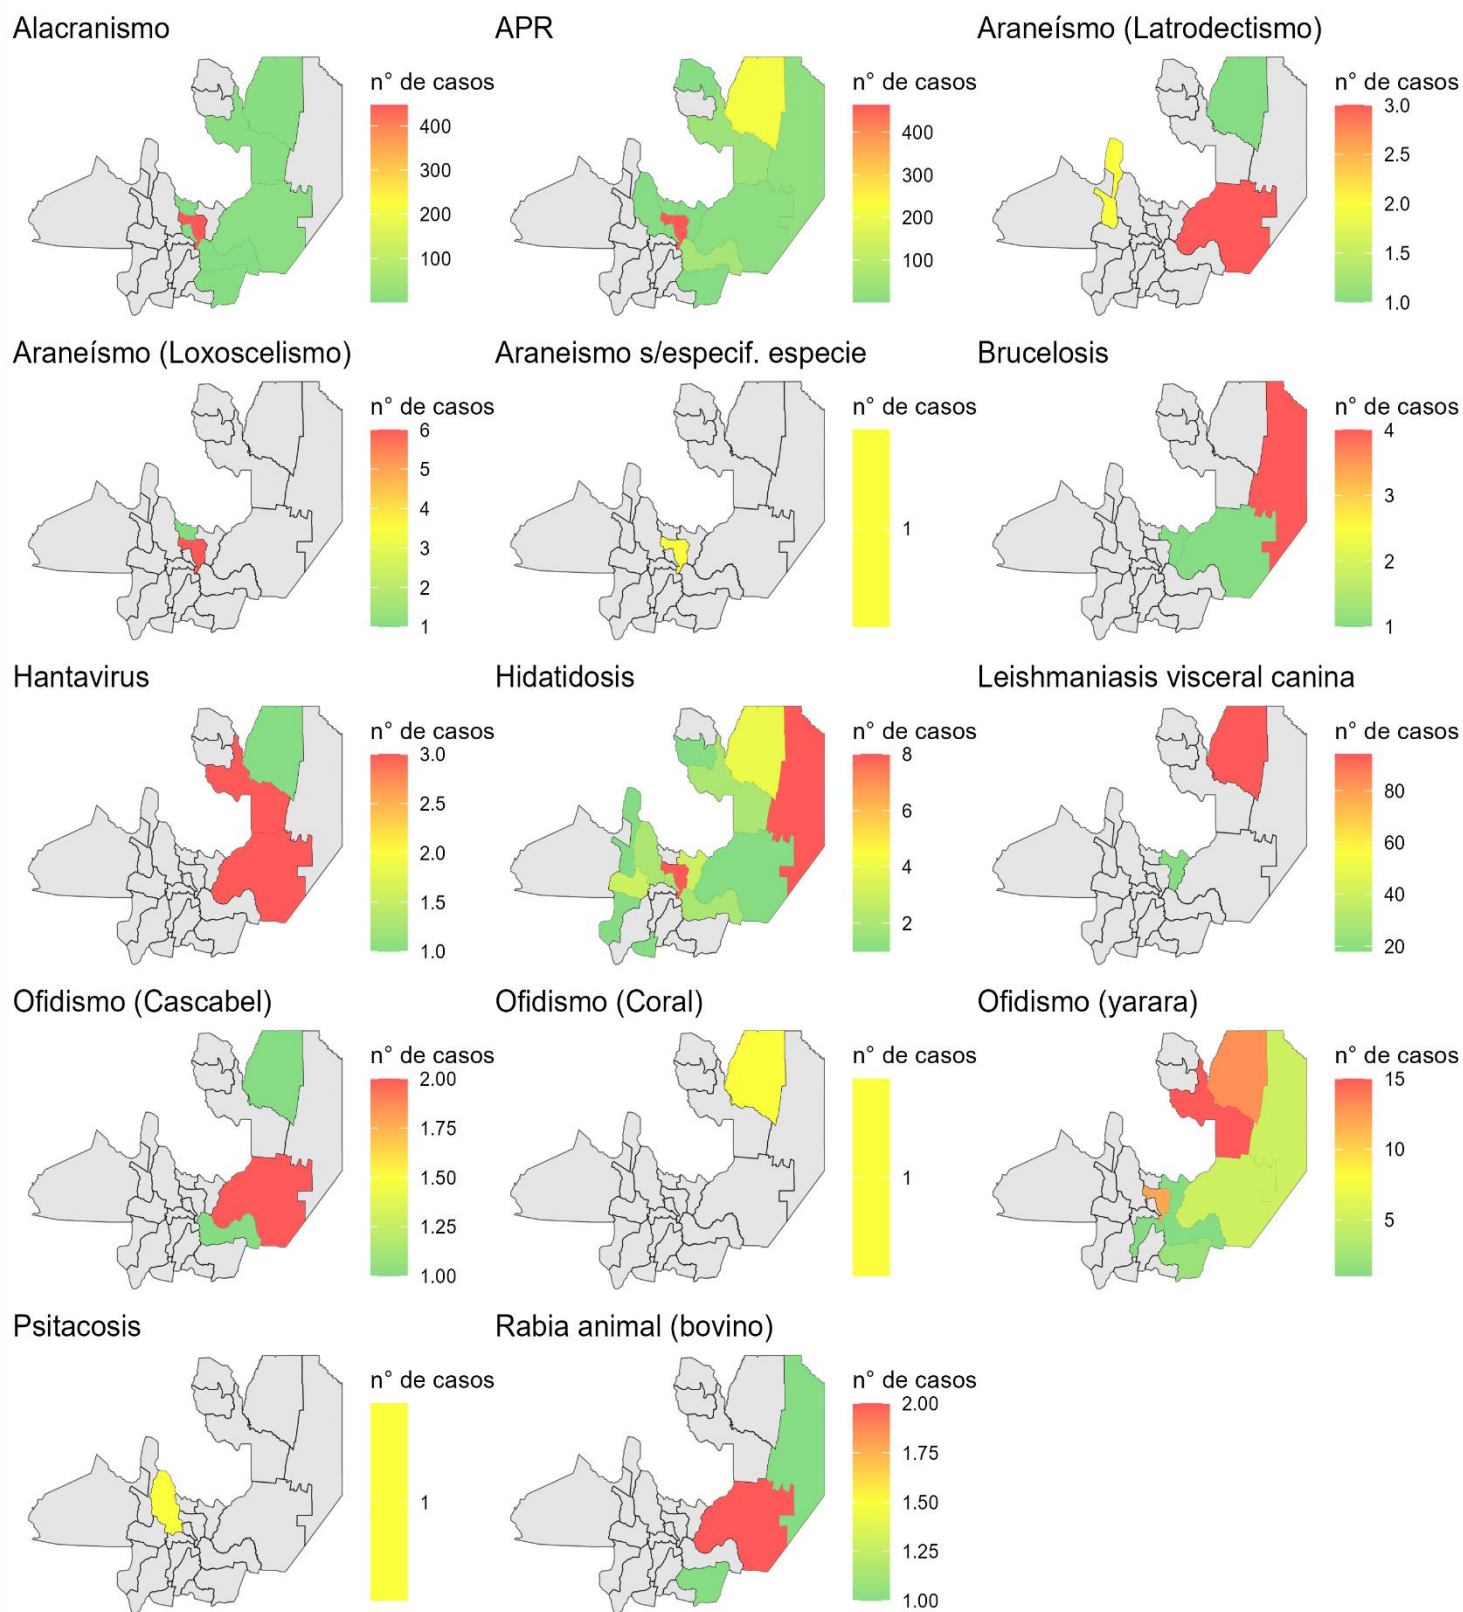 Alacranismo
n° de casos
400
300
200
100
APR
n° de casos
400
300
200
100
Araneísmo (Latrodectismo)
n° de casos
3.0
2.5
2.0
1.5
1.0
Araneísmo (Loxoscelismo)
n° de casos
6
5
4
3
2
1
Araneismo s/especif. especie
n° de casos
1
Brucelosis
n° de casos
4
3
2
1
Hantavirus
n° de casos
3.0
2.5
2.0
1.5
1.0
Hidatidosis
n° de casos
8
6
4
2
Leishmaniasis visceral canina
n° de casos
80
60
40
20
Ofidismo (Cascabel)
n° de casos
2.00
1.75
1.50
1.25
1.00
Ofidismo (Coral)
n° de casos
1
Ofidismo (yarara)
n° de casos
15
10
5
Psitacosis
n° de casos
1
Rabia animal (bovino)
n° de casos
2.00
1.75
1.50
1.25
1.00